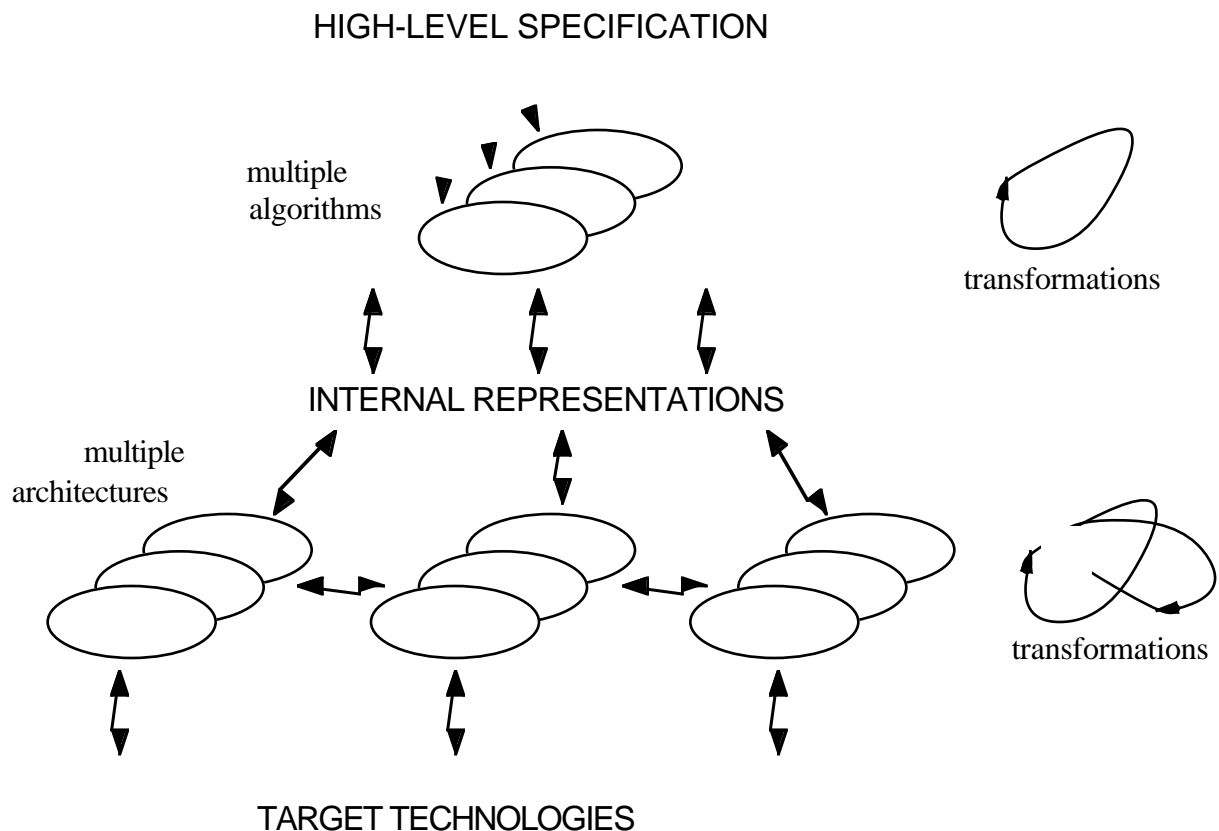 HIGH-LEVEL SPECIFICATION
multiple
algorithms
transformations
INTERNAL REPRESENTATIONS
multiple
architectures
transformations
TARGET TECHNOLOGIES